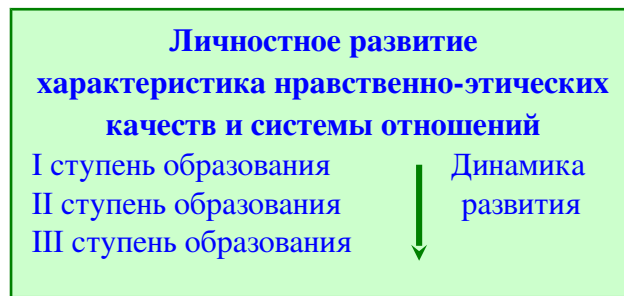 Личностное развитие
характеристика нравственно-этических
качеств и системы отношений
I ступень образования
II ступень образования
III ступень образования
Динамика
развития